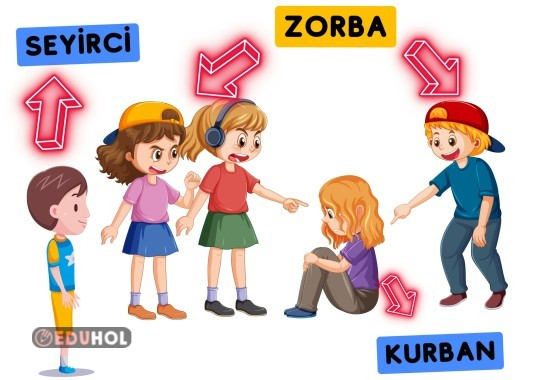 SEYİRCİ
ZORBA
EDUHOL
KURBAN